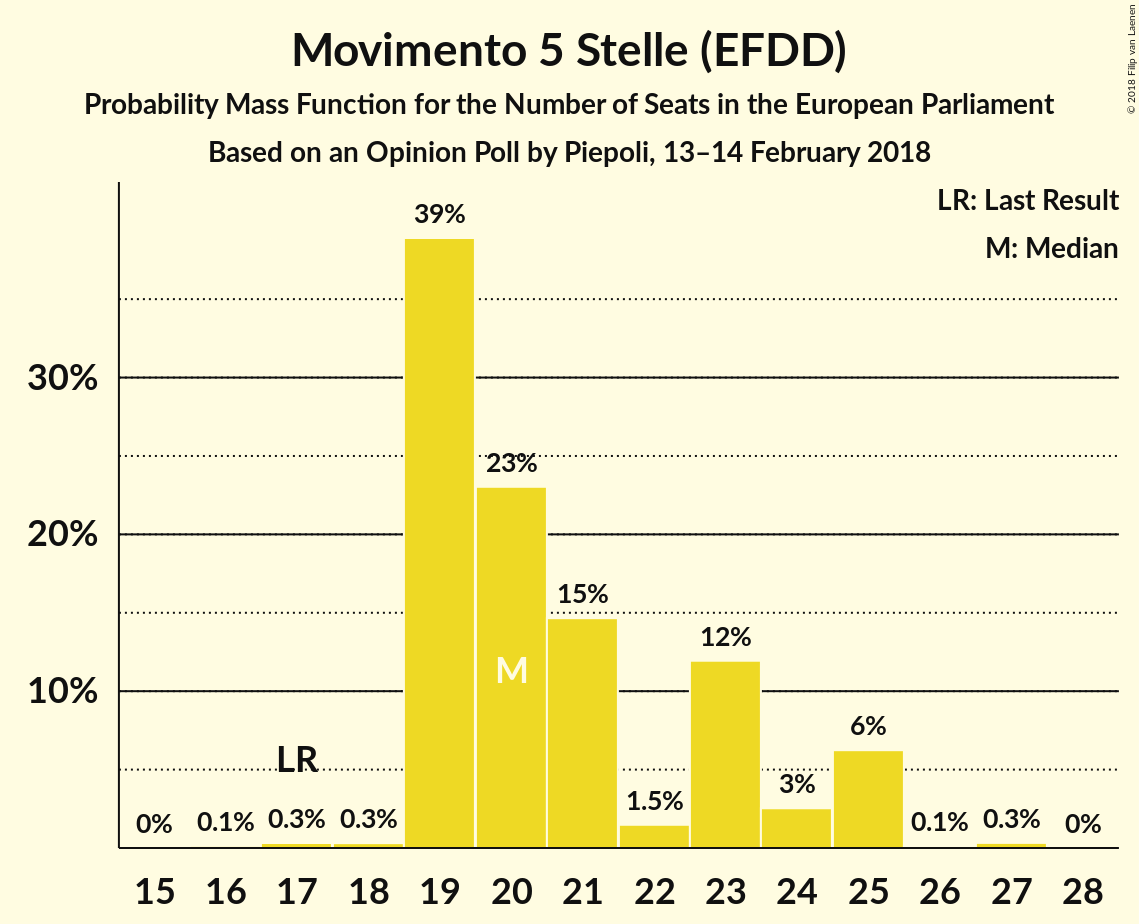 Movimento 5 Stelle (EFDD)
Probability Mass Function for the Number of Seats in the European Parliament
Based on an Opinion Poll by Piepoli, 13–14 February 2018
© 2018 Filip van Laenen
LR: Last Result
M: Median
39%
30%
23%
20%
15%
12%
M
10%
6%
LR
3%
1.5%
0% 0.1% 0.3% 0.3% 0.1% 0.3% 0%
15 16 17 18 19 20 21 22 23 24 25 26 27 28